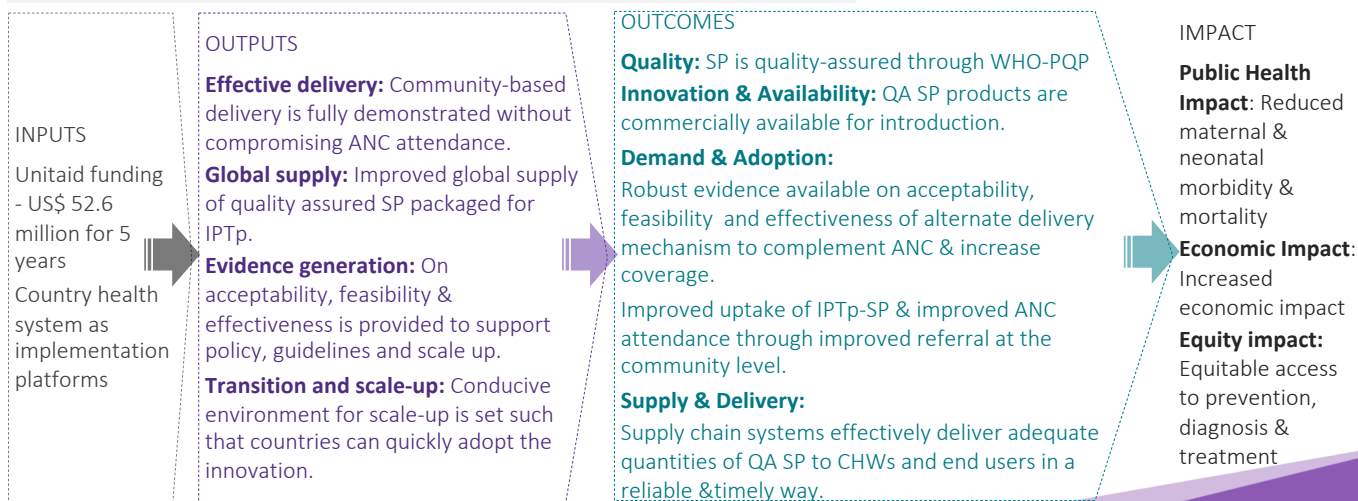 INPUTS
Unitaid funding
- US$ 52.6
million for 5
years
Country health
system as
implementation
platforms
OUTPUTS
Effective delivery: Community-based
delivery is fully demonstrated without
compromising ANC attendance.
Global supply: Improved global supply
of quality assured SP packaged for
IPTp.
Evidence generation: On
acceptability, feasibility &
effectiveness is provided to support
policy, guidelines and scale up.
Transition and scale-up: Conducive
environment for scale-up is set such
that countries can quickly adopt the
innovation.
OUTCOMES
Quality: SP is quality-assured through WHO-PQP
Innovation & Availability: QA SP products are
commercially available for introduction.
Demand & Adoption:
Robust evidence available on acceptability,
feasibility and effectiveness of alternate delivery
mechanism to complement ANC & increase
coverage.
Improved uptake of IPTp-SP & improved ANC
attendance through improved referral at the
community level.
Supply & Delivery:
Supply chain systems effectively deliver adequate
quantities of QA SP to CHWs and end users in a
reliable &timely way.
IMPACT
Public Health
Impact: Reduced
maternal &
neonatal
morbidity &
mortality
Economic Impact:
Increased
economic impact
Equity impact:
Equitable access
to prevention,
diagnosis &
treatment